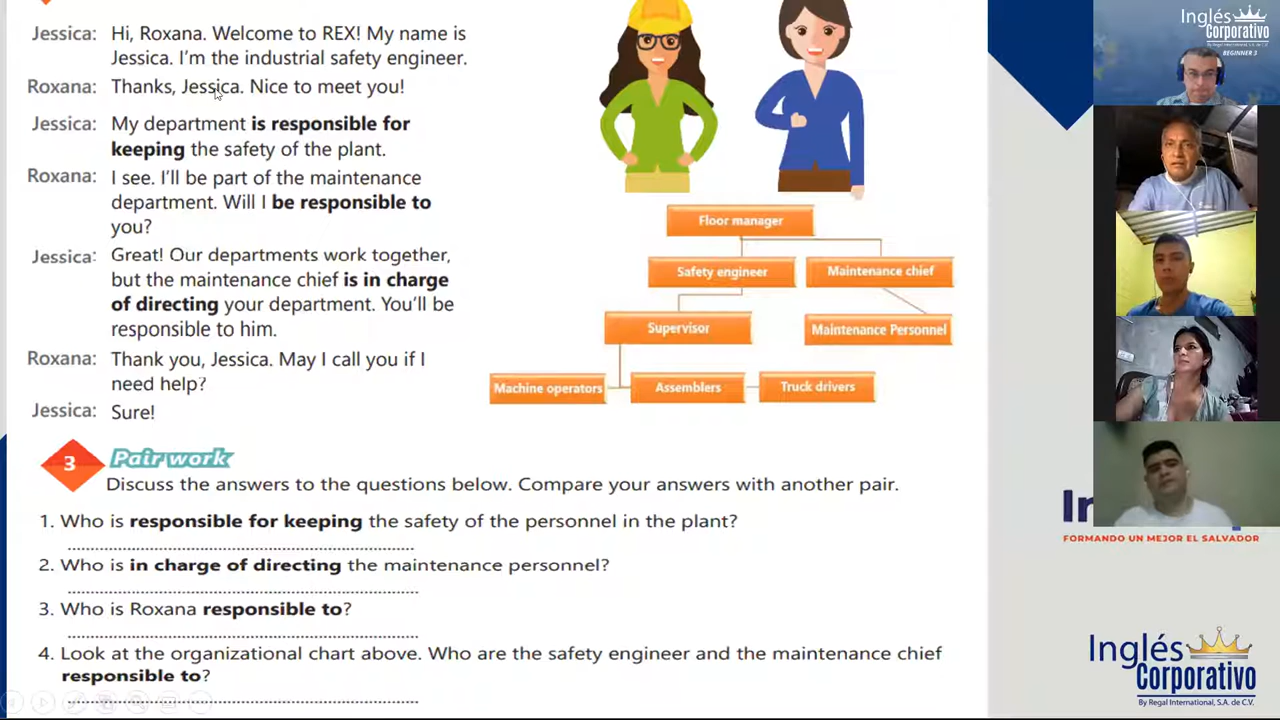 Jessica: Hi, Roxana. Welcome to REX! My name is
Jessica. I'm the industrial safety engineer.
Roxana: Thanks, Jessica. Nice to meet you!
Jessica: My department is responsible for
keeping the safety of the plant.
Roxana: I see. I'll be part of the maintenance
department. Will I be responsible to
you?
Jessica: Great! Our departments work together,
but the maintenance chief is in charge
of directing your department. You'll be
responsible to him.
Roxana: Thank you, Jessica. May I call you if I
need help?
Jessica: Sure!
Floor manager
Safety engineer
Maintenance chief
Supervisor
Maintenance Personnel
Machine operators
Assemblers
Truck drivers
3 Pair work
Discuss the answers to the questions below. Compare your answers with another pair.
1. Who is responsible for keeping the safety of the personnel in the plant?
2. Who is in charge of directing the maintenance personnel?
3. Who is Roxana responsible to?
4. Look at the organizational chart above. Who are the safety engineer and the maintenance chief
responsible to?
Inglés
Corporativo
By Regal International, S.A. de C.V.
BEGINNER 3
FORMANDO UN MEJOR EL SALVADOR
Inglés
Corporativo
By Regal International, S.A. de C.V.